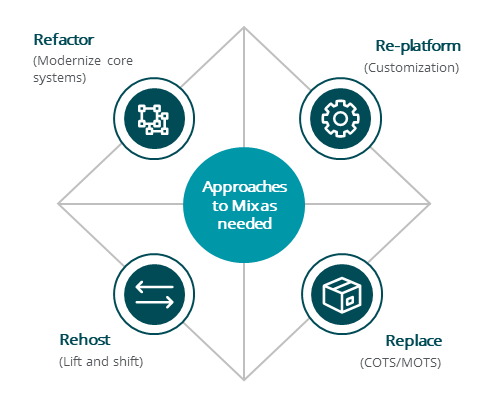 Refactor
(Modernize core
systems)
Re-platform
(Customization)
Approaches
to Mixas
needed
Rehost
(Lift and shift)
Replace
(COTS/MOTS)